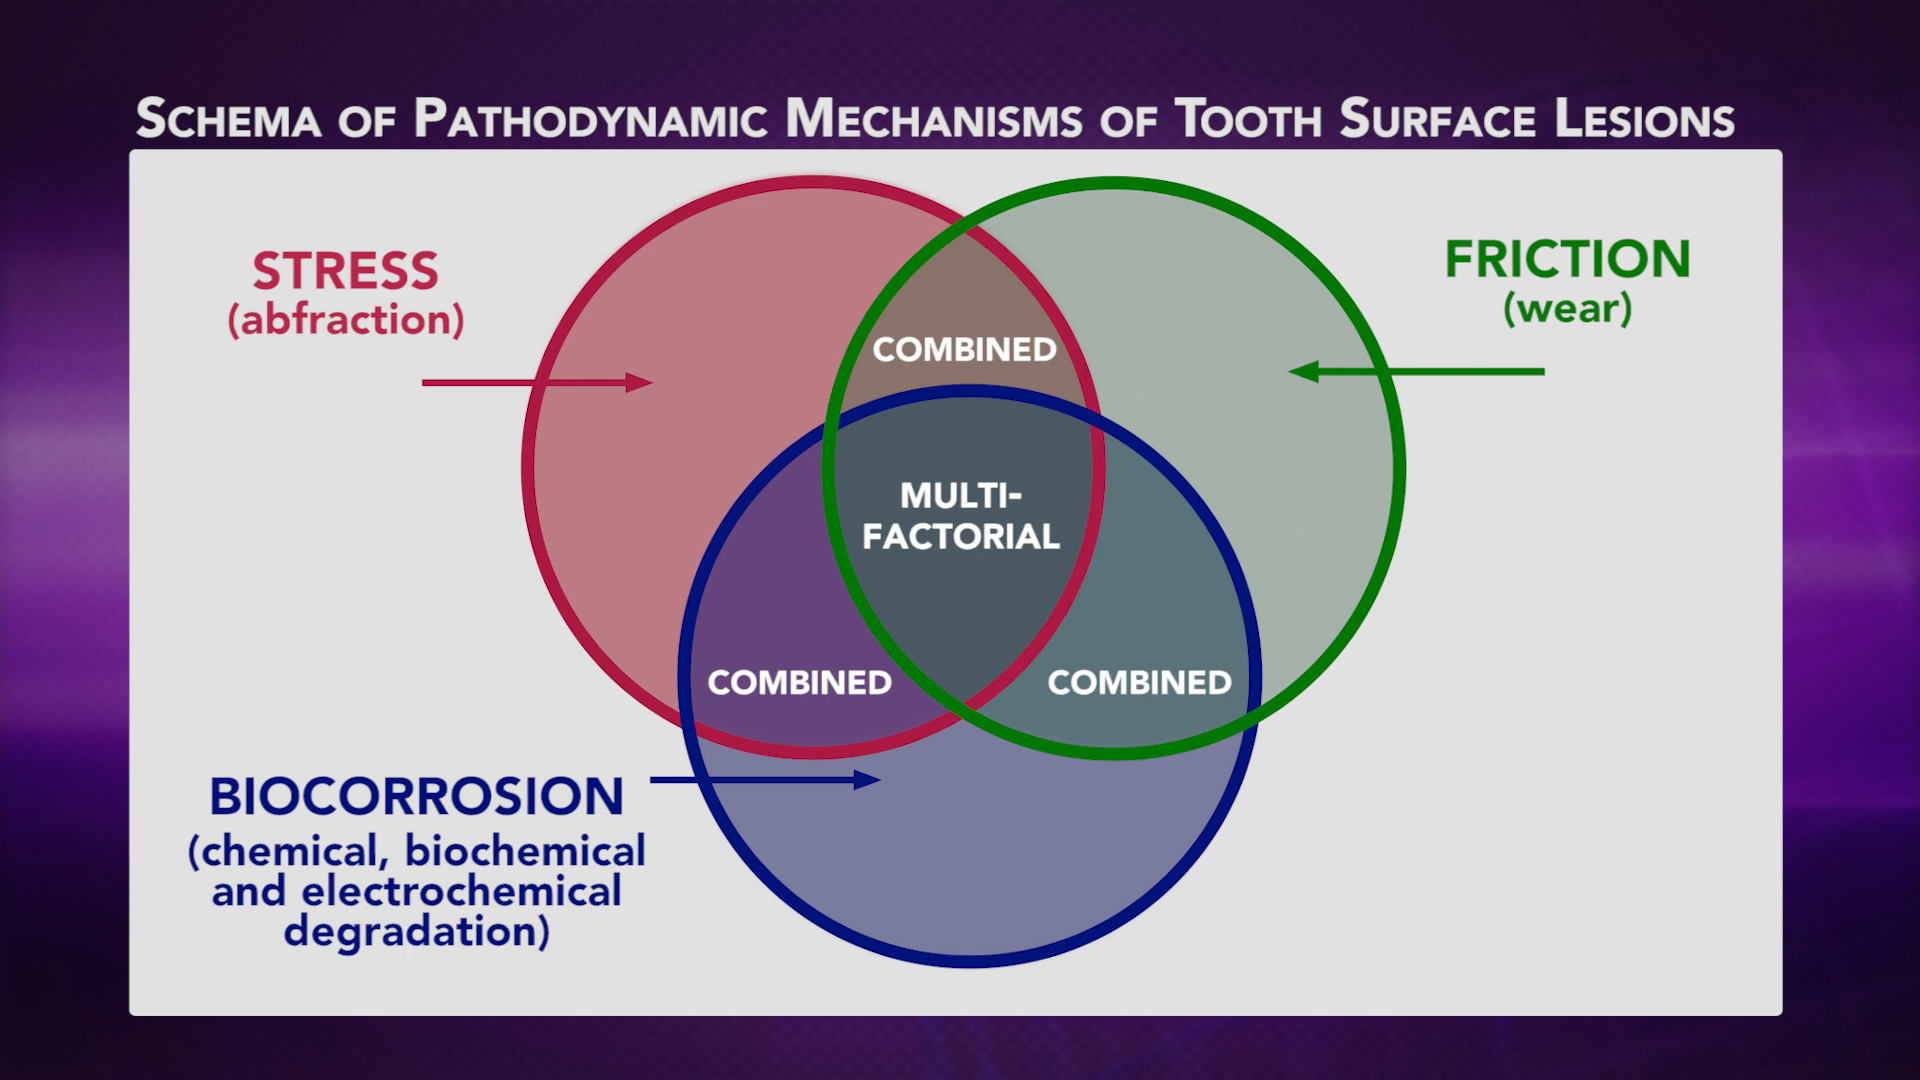 SCHEMA OF PATHODYNAMIC MECHANISMS OF TOOTH SURFACE LESIONS
STRESS
(abfraction)
FRICTION
(wear)
COMBINED
MULTI-
FACTORIAL
COMBINED
COMBINED
BIOCORROSION
(chemical, biochemical
and electrochemical
degradation)